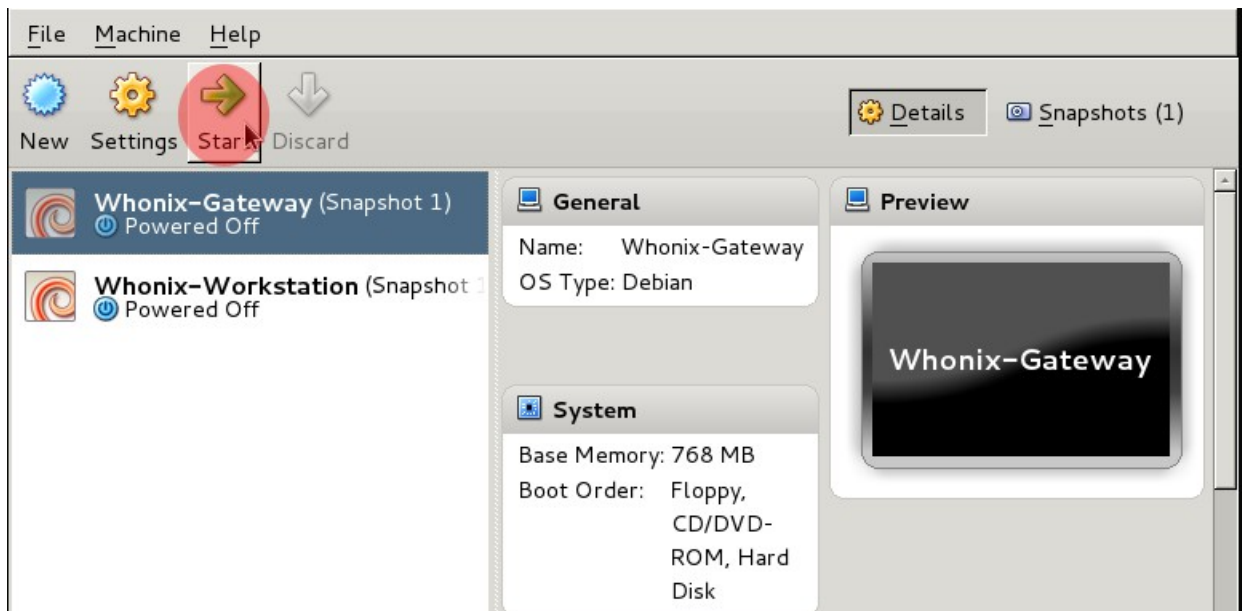 File Machine Help
New Settings Start Discard Details Snapshots (1)
Whonix-Gateway (Snapshot 1)
Powered Off
Whonix-Workstation (Snapshot 1
Powered Off
General
Name: Whonix-Gateway
OS Type: Debian
System
Base Memory: 768 MB
Boot Order: Floppy,
CD/DVD-
ROM, Hard
Disk
Preview
Whonix-Gateway